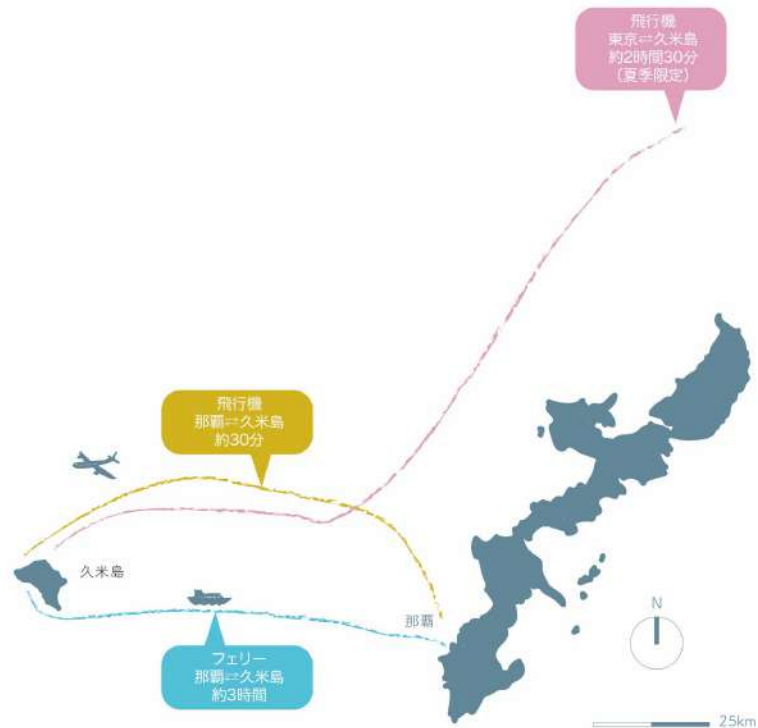 飛行機
東京⇄久米島
約2時間30分
(夏季限定)
飛行機
那覇⇄久米島
約30分
久米島
那覇
フェリー
那覇⇄久米島
約3時間
N
25km